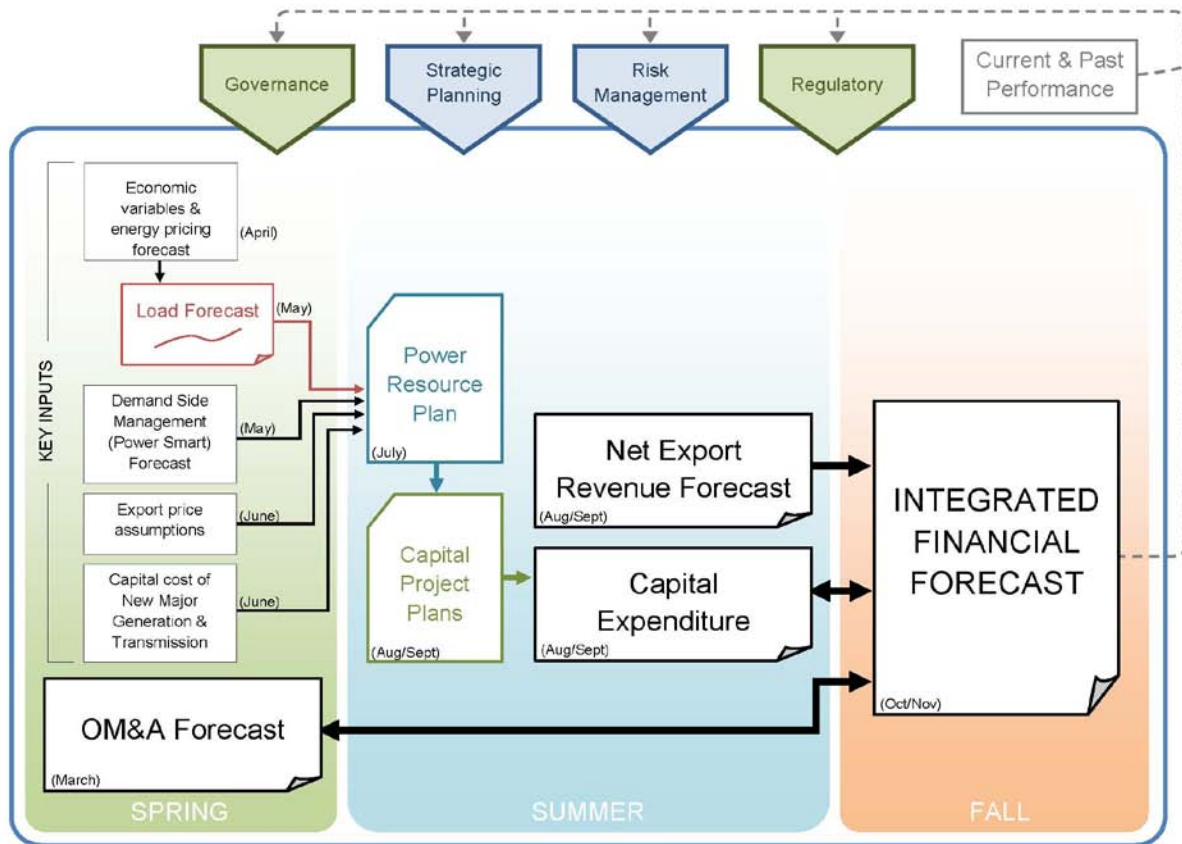 Governance
Strategic
Planning
Risk
Management
Regulatory
Current & Past
Performance
KEY INPUTS
Economic
variables &
energy pricing
forecast
(April)
Load Forecast
(May)
Demand Side
Management
(Power Smart)
Forecast
(May)
Export price
assumptions
(June)
Capital cost of
New Major
Generation &
Transmission
(June)
OM&A Forecast
(March)
SPRING
Power
Resource
Plan
(July)
Capital
Project
Plans
(Aug/Sept)
Net Export
Revenue Forecast
(Aug/Sept)
Capital
Expenditure
(Aug/Sept)
SUMMER
INTEGRATED
FINANCIAL
FORECAST
(Oct/Nov)
FALL